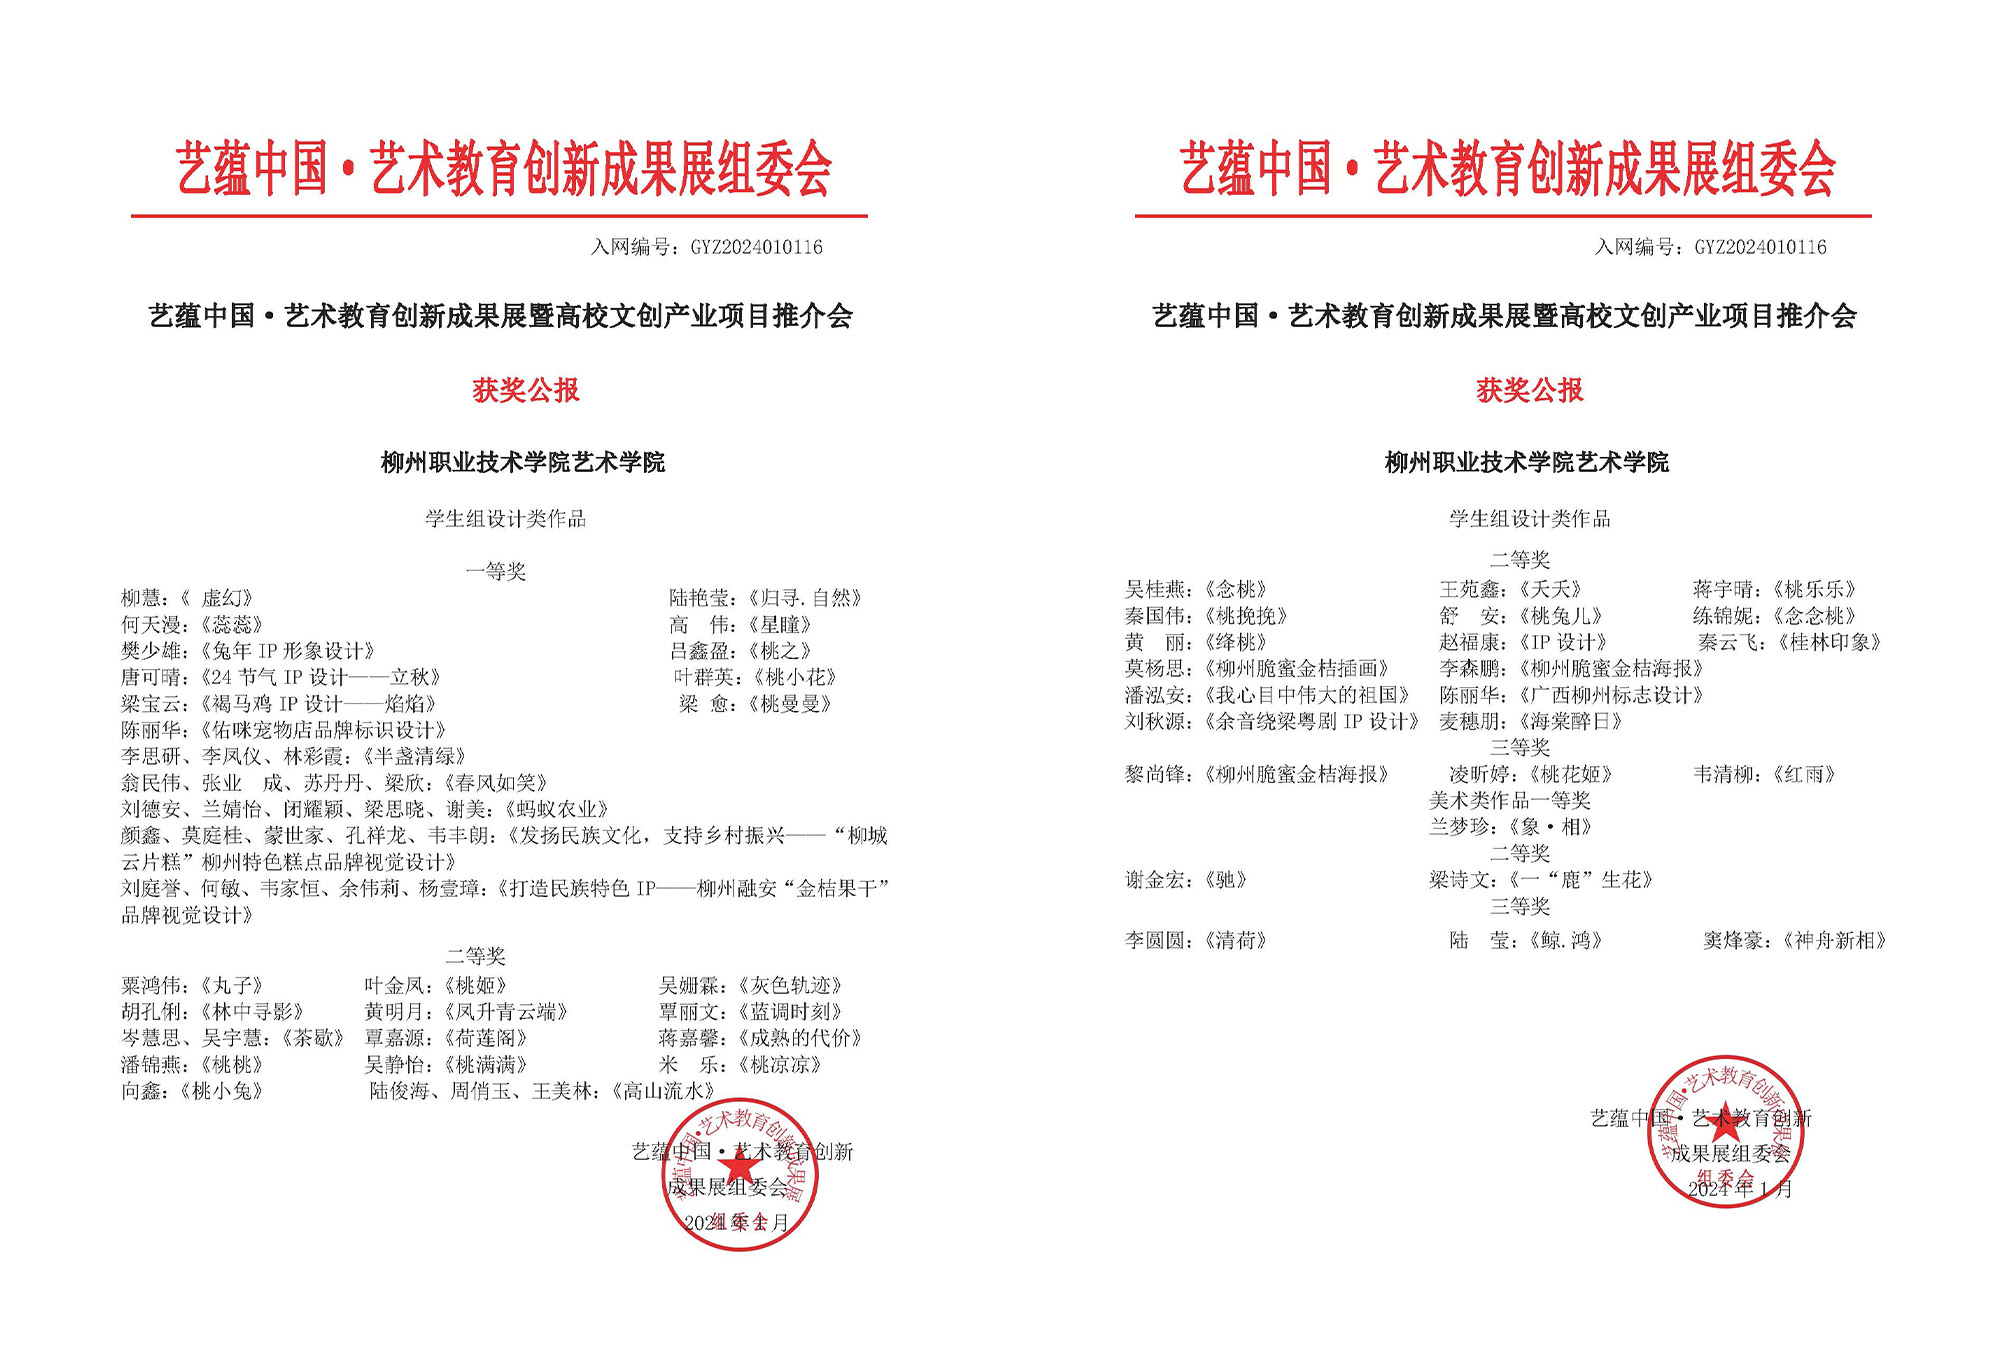 艺蕴中国·艺术教育创新成果展组委会
入网编号：GYZ2024010116
艺蕴中国·艺术教育创新成果展暨高校文创产业项目推介会
获奖公报
柳州职业技术学院艺术学院
学生组设计类作品
一等奖
柳慧：《 虚幻》 陆艳莹：《归寻.自然》
何天漫：《蕊蕊》 高　伟：《星瞳》
樊少雄：《兔年 IP 形象设计》 吕鑫盈：《桃之》
唐可晴：《24 节气 IP 设计——立秋》 叶群英：《桃小花》
梁宝云：《褐马鸡 IP 设计——焰焰》 梁 愈：《桃曼曼》
陈丽华：《佑咪宠物店品牌标识设计》
李思研、李凤仪、林彩霞：《半盏清绿》
翁民伟、张业　成、苏丹丹、梁欣：《春风如笑》
刘德安、兰婧怡、闭耀颖、梁思晓、谢美：《蚂蚁农业》
颜鑫、莫庭桂、蒙世家、孔祥龙、韦丰朗：《发扬民族文化，支持乡村振兴——“柳城
云片糕”柳州特色糕点品牌视觉设计》
刘庭誉、何敏、韦家恒、余伟莉、杨壹璋：《打造民族特色 IP——柳州融安“金桔果干”
品牌视觉设计》
二等奖
粟鸿伟：《丸子》 叶金凤：《桃姬》 吴姗霖：《灰色轨迹》
胡孔俐：《林中寻影》 黄明月：《凤升青云端》 覃丽文：《蓝调时刻》
岑慧思、吴宇慧：《茶歇》 覃嘉源：《荷莲阁》 蒋嘉馨：《成熟的代价》
潘锦燕：《桃桃》 吴静怡：《桃满满》 米　乐：《桃凉凉》
向鑫：《桃小兔》 陆俊海、周俏玉、王美林：《高山流水》
艺蕴中国·艺术教育创新
成果展组委会
2024 年 1 月
艺蕴中国·艺术教育创新成果展
组委会
艺蕴中国·艺术教育创新成果展组委会
入网编号：GYZ2024010116
艺蕴中国·艺术教育创新成果展暨高校文创产业项目推介会
获奖公报
柳州职业技术学院艺术学院
学生组设计类作品
二等奖
吴桂燕：《念桃》 王苑鑫：《夭夭》 蒋宇晴：《桃乐乐》
秦国伟：《桃挽挽》 舒　安：《桃兔儿》 练锦妮：《念念桃》
黄　丽：《绛桃》 赵福康：《IP 设计》 秦云飞：《桂林印象》
莫杨思：《柳州脆蜜金桔插画》 李森鹏：《柳州脆蜜金桔海报》
潘泓安：《我心目中伟大的祖国》 陈丽华：《广西柳州标志设计》
刘秋源：《余音绕梁粤剧 IP 设计》 麦穗朋：《海棠醉日》
三等奖
黎尚锋：《柳州脆蜜金桔海报》 凌昕婷：《桃花姬》 韦清柳：《红雨》
美术类作品一等奖
兰梦珍：《象·相》
二等奖
谢金宏：《驰》 梁诗文：《一“鹿”生花》
三等奖
李圆圆：《清荷》 陆　莹：《鲸.鸿》 窦烽豪：《神舟新相》
艺蕴中国·艺术教育创新
成果展组委会
2024 年 1 月
艺蕴中国·艺术教育创新成果展
组委会